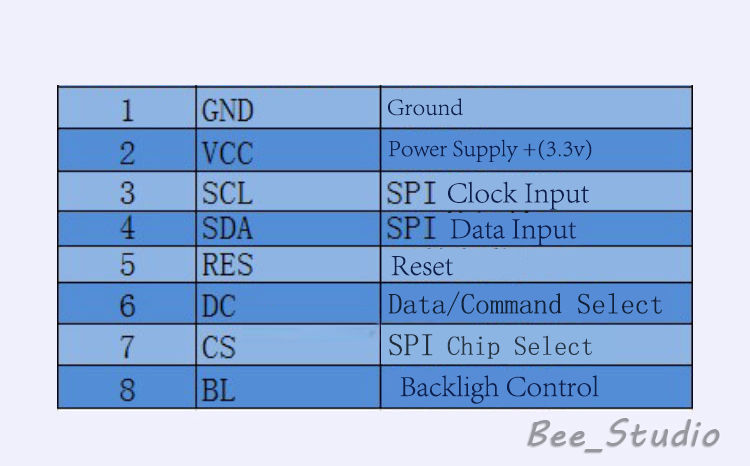 1 GND Ground
2 VCC Power Supply +(3.3v)
3 SCL SPI Clock Input
4 SDA SPI Data Input
5 RES Reset
6 DC Data/Command Select
7 CS SPI Chip Select
8 BL Backligh Control
Bee_Studio